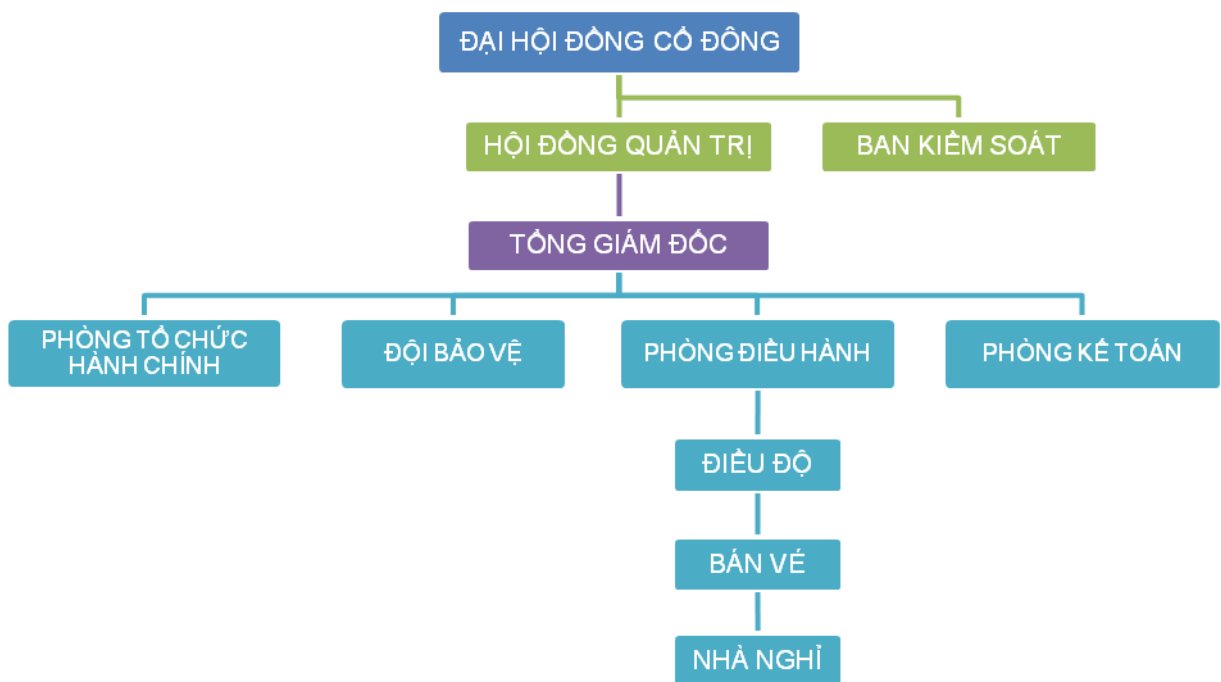 ĐẠI HỘI ĐỒNG CỔ ĐÔNG
HỘI ĐỒNG QUẢN TRỊ
BAN KIỂM SOÁT
TỔNG GIÁM ĐỐC
PHÒNG TỔ CHỨC
HÀNH CHÍNH
ĐỘI BẢO VỆ
PHÒNG ĐIỀU HÀNH
PHÒNG KẾ TOÁN
ĐIỀU ĐỘ
BÁN VÉ
NHÀ NGHỈ